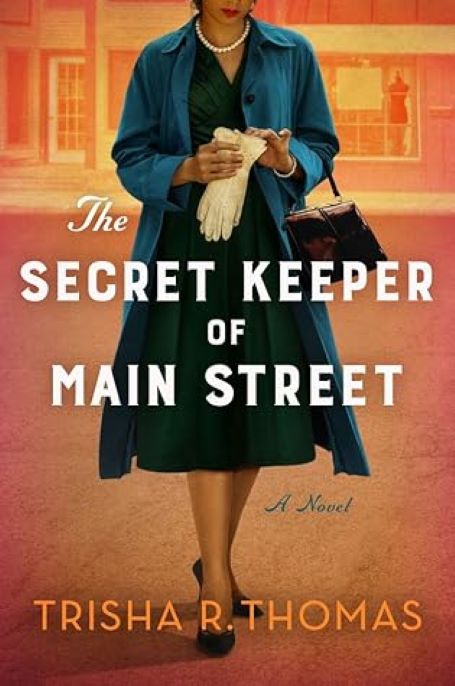 The
SECRET KEEPER
OF
MAIN STREET
A Novel
TRISHA R. THOMAS